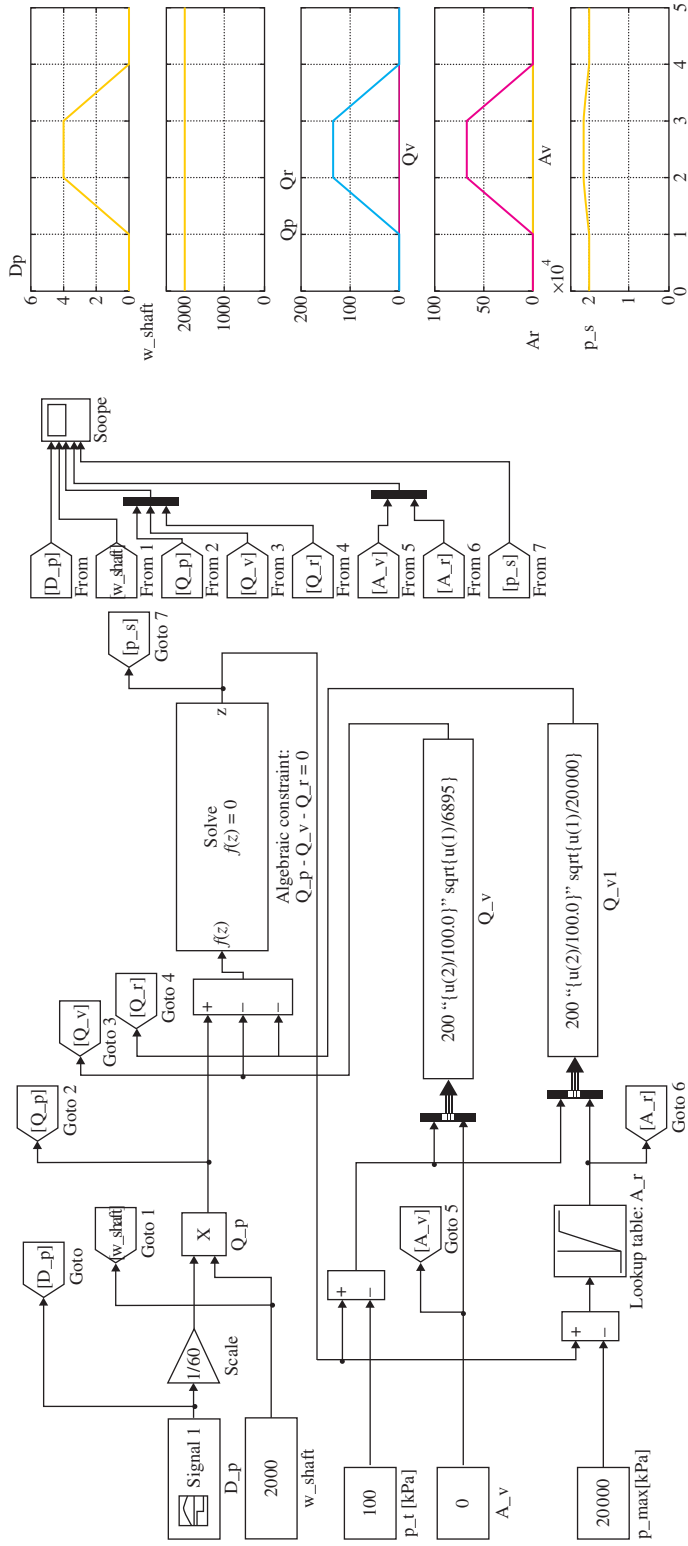 Signal 1
D_p
2000
w_shaft
1/60
Scale
[D_p]
Goto
[w_shaft]
Goto 1
X
Q_p
[Q_p]
Goto 2
[Q_v]
Goto 3
[Q_r]
Goto 4
+
−
−
f(z)
Solve
f(z) = 0
z
Algebraic constraint:
Q_p - Q_v - Q_r = 0
[p_s]
Goto 7
100
p_t [kPa]
+
−
0
A_v
[A_v]
Goto 5
200 “{u(2)/100.0}” sqrt{u(1)/6895}
Q_v
20000
p_max[kPa]
+
−
Lookup table: A_r
[A_r]
Goto 6
200 “{u(2)/100.0}” sqrt{u(1)/20000}
Q_v1
[D_p]
From
[w_shaft]
From 1
[Q_p]
From 2
[Q_v]
From 3
[Q_r]
From 4
[A_v]
From 5
[A_r]
From 6
[p_s]
From 7
Soope
Dp
6
4
2
0
w_shaft
2000
1000
0
Qp
Qr
200
100
0
Qv
100
50
0
Ar
Av
×10⁴
p_s
2
1
0
0
1
2
3
4
5